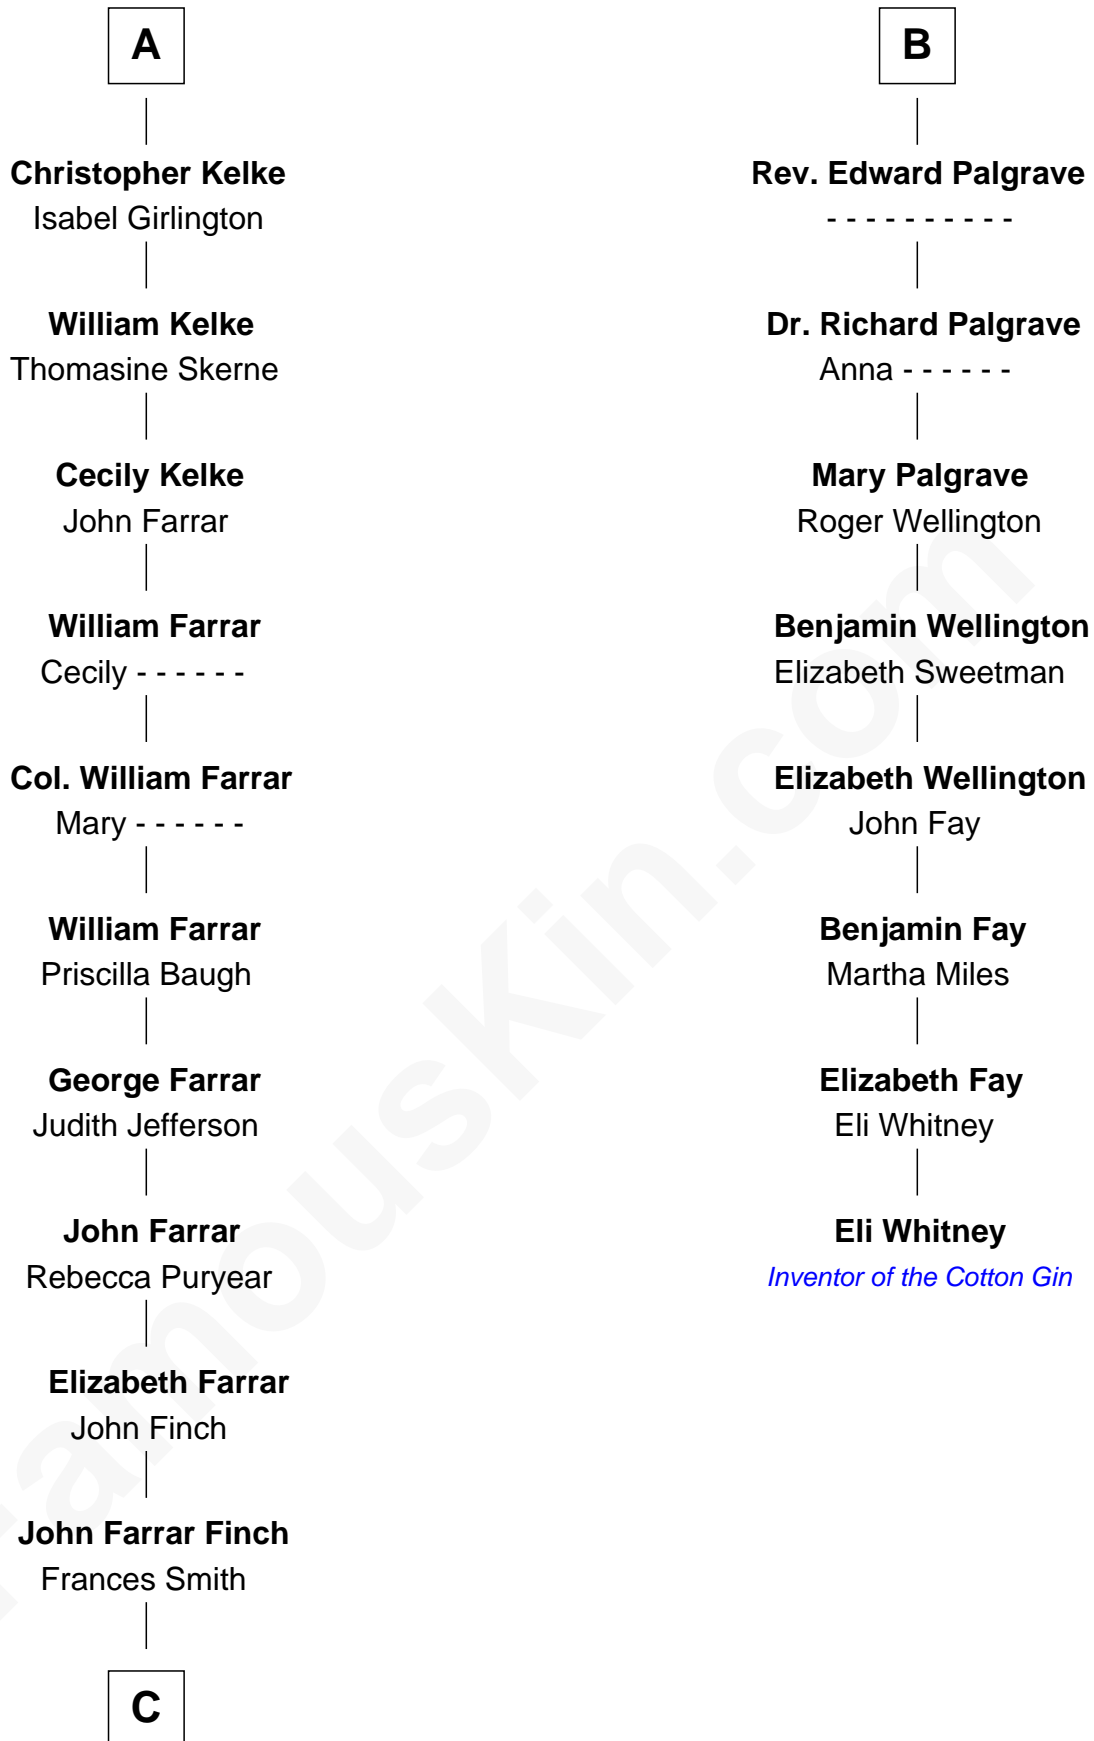 A
Christopher Kelke
Isabel Girlington
William Kelke
Thomasine Skerne
Cecily Kelke
John Farrar
William Farrar
Cecily - - - - - -
Col. William Farrar
Mary - - - - - -
William Farrar
Priscilla Baugh
George Farrar
Judith Jefferson
John Farrar
Rebecca Puryear
Elizabeth Farrar
John Finch
John Farrar Finch
Frances Smith
C
B
Rev. Edward Palgrave
- - - - - - - - - -
Dr. Richard Palgrave
Anna - - - - - -
Mary Palgrave
Roger Wellington
Benjamin Wellington
Elizabeth Sweetman
Elizabeth Wellington
John Fay
Benjamin Fay
Martha Miles
Elizabeth Fay
Eli Whitney
Eli Whitney
Inventor of the Cotton Gin
FamousKin.com